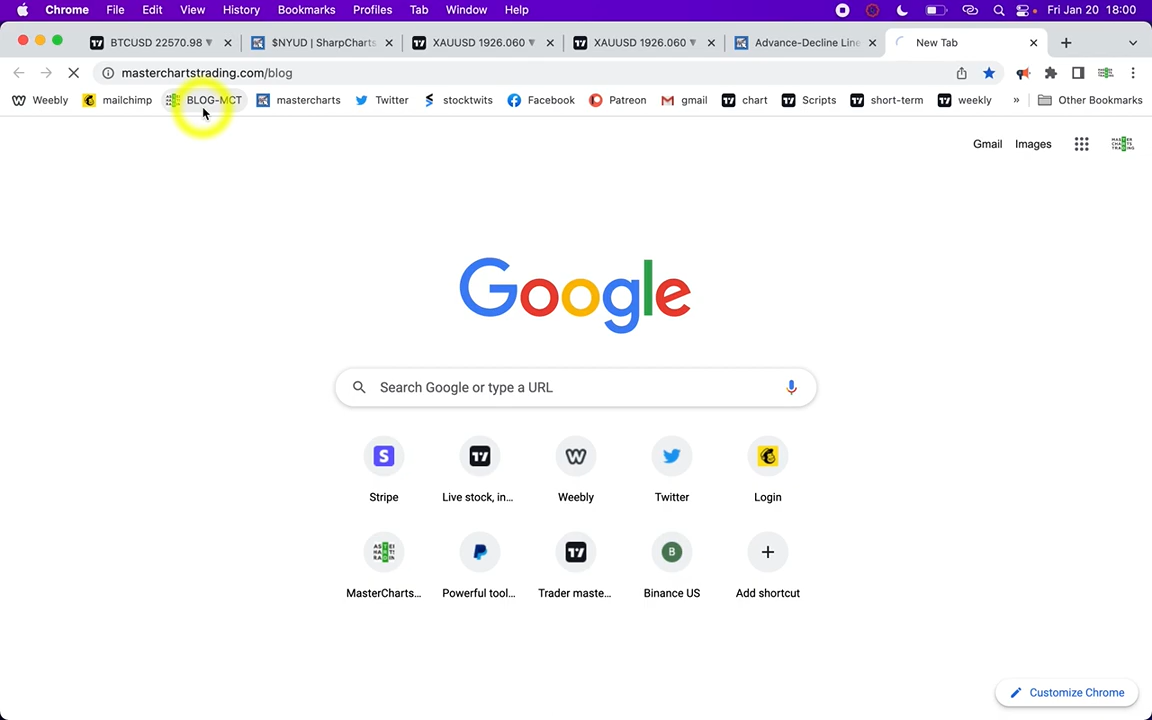 Chrome File Edit View History Bookmarks Profiles Tab Window Help Fri Jan 20 18:00
BTCUSD 22570.98 ▼ $NYUD | SharpCharts XAUUSD 1926.060 ▼ XAUUSD 1926.060 ▼ Advance-Decline Line New Tab
masterchartstrading.com/blog
Weebly mailchimp BLOG-MCT mastercharts Twitter stocktwits Facebook Patreon gmail chart Scripts short-term weekly » Other Bookmarks
Gmail Images
Google
Search Google or type a URL
Stripe Live stock, in... Weebly Twitter Login
MasterCharts... Powerful tool... Trader maste... Binance US Add shortcut
Customize Chrome